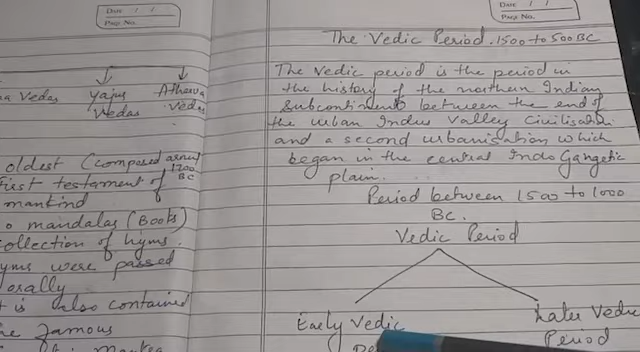 Date / /
Page No.
a Vedas Yajus Atharva
Vedas Vedas
oldest (composed around
1200
BC
First testament of
mankind
mandalas (Books)
collection of hyms.
yms were passed
orally
is also contained
famous
Date / /
Page No.
The Vedic Period. 1500 to 500 BC
The Vedic period is the period in
the history of the northern Indian
Subcontinent between the end of
the urban Indus Valley Civilisation
and a second urbanisation which
began in the central Indo Gangetic
plain.
Period between 1500 to 1000
BC.
Vedic Period
Early Vedic Later Vedic
Period